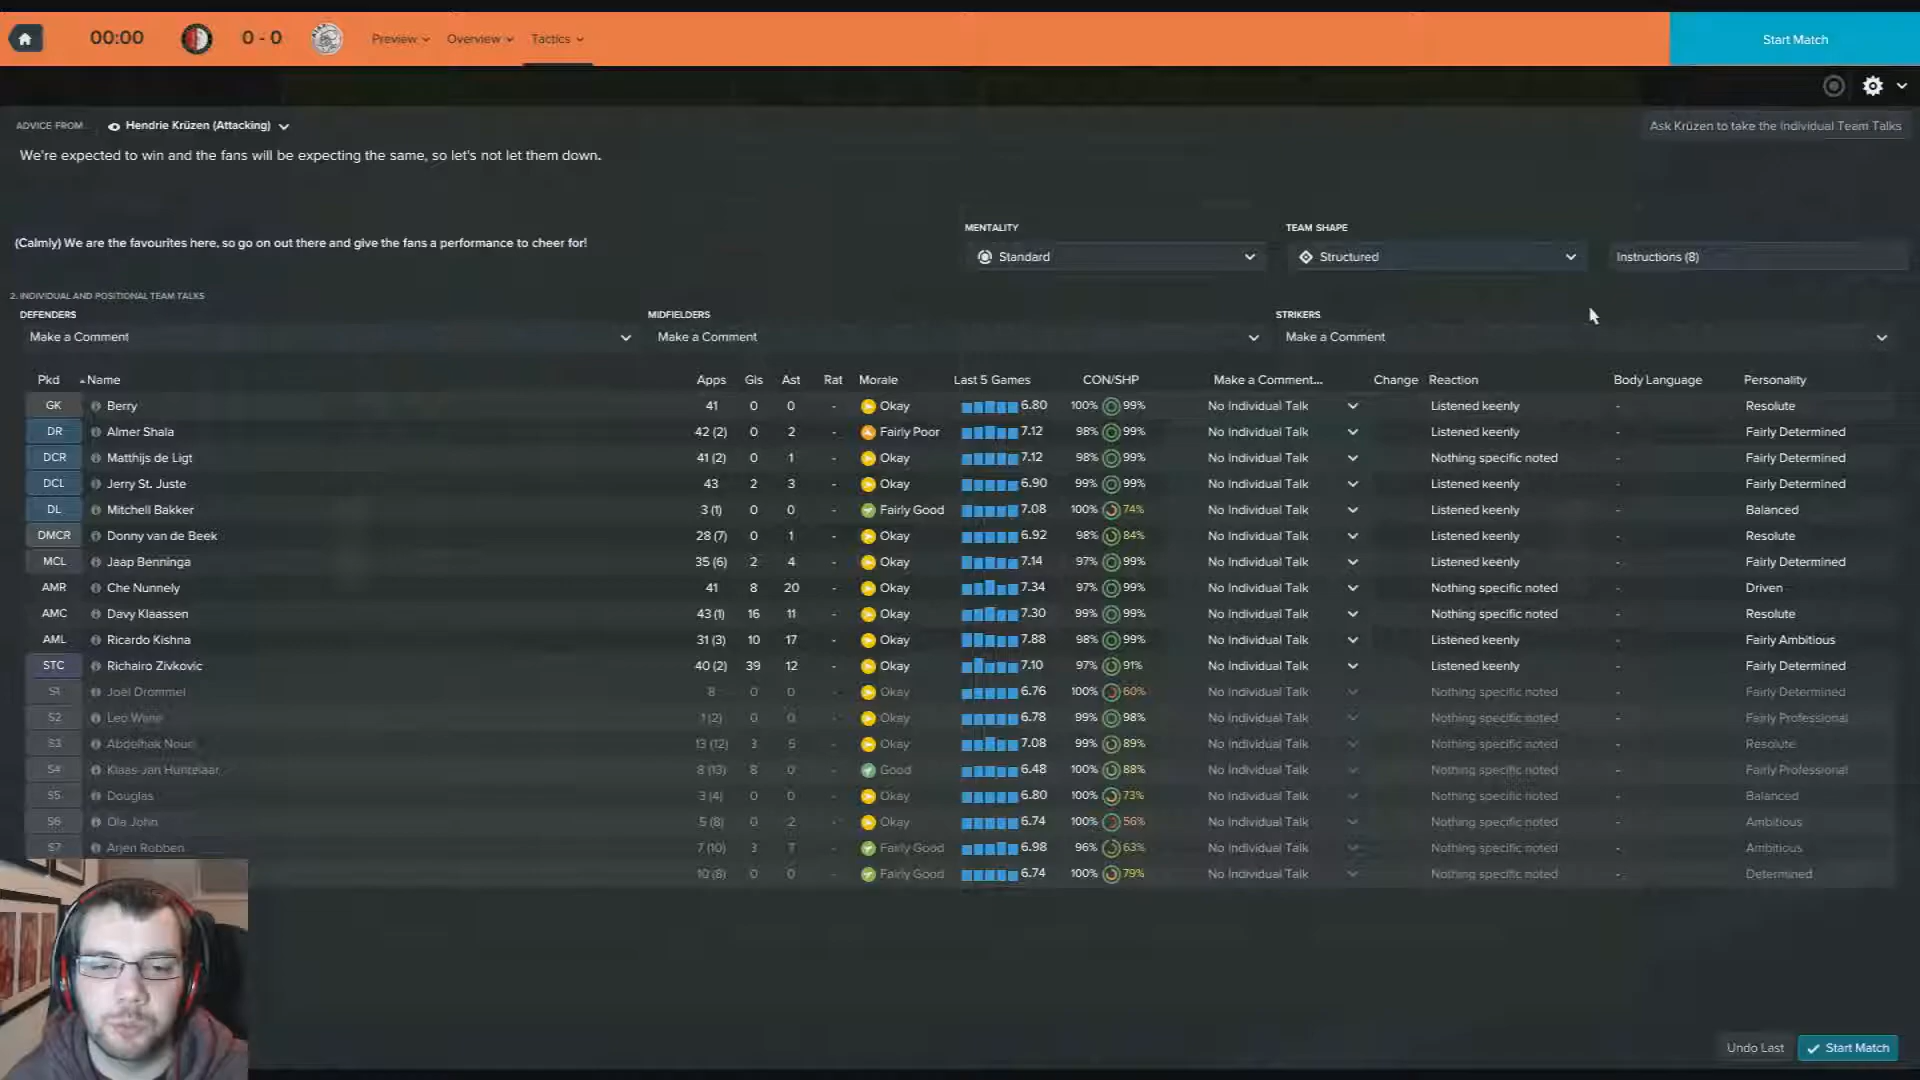 00:00 0 - 0 Preview Overview Tactics Start Match
ADVICE FROM Hendrie Krüzen (Attacking) Ask Krüzen to take the Individual Team Talks
We're expected to win and the fans will be expecting the same, so let's not let them down.
MENTALITY TEAM SHAPE
(Calmly) We are the favourites here, so go on out there and give the fans a performance to cheer for!
Standard Structured Instructions (8)
2. INDIVIDUAL AND POSITIONAL TEAM TALKS
DEFENDERS MIDFIELDERS STRIKERS
Make a Comment Make a Comment Make a Comment
Pkd Name Apps Gls Ast Rat Morale Last 5 Games CON/SHP Make a Comment... Change Reaction Body Language Personality
GK Berry 41 0 0 - Okay 6.80 100% 99% No Individual Talk Listened keenly - Resolute
DR Almer Shala 42 (2) 0 2 - Fairly Poor 7.12 98% 99% No Individual Talk Listened keenly - Fairly Determined
DCR Matthijs de Ligt 41 (2) 0 1 - Okay 7.12 98% 99% No Individual Talk Nothing specific noted - Fairly Determined
DCL Jerry St. Juste 43 2 3 - Okay 6.90 99% 99% No Individual Talk Listened keenly - Fairly Determined
DL Mitchell Bakker 3 (1) 0 0 - Fairly Good 7.08 100% 74% No Individual Talk Listened keenly - Balanced
DMCR Donny van de Beek 28 (7) 0 1 - Okay 6.92 98% 84% No Individual Talk Listened keenly - Resolute
MCL Jaap Benninga 35 (6) 2 4 - Okay 7.14 97% 99% No Individual Talk Listened keenly - Fairly Determined
AMR Che Nunnely 41 8 20 - Okay 7.34 97% 99% No Individual Talk Nothing specific noted - Driven
AMC Davy Klaassen 43 (1) 16 11 - Okay 7.30 99% 99% No Individual Talk Nothing specific noted - Resolute
AML Ricardo Kishna 31 (3) 10 17 - Okay 7.88 98% 99% No Individual Talk Listened keenly - Fairly Ambitious
STC Richairo Zivkovic 40 (2) 39 12 - Okay 7.10 97% 91% No Individual Talk Listened keenly - Fairly Determined
S1 Joël Drommel 8 0 0 - Okay 6.76 100% 60% No Individual Talk Nothing specific noted - Fairly Determined
S2 Leo 1 (2) 0 0 - Okay 6.78 99% 98% No Individual Talk Nothing specific noted - Fairly Professional
S3 Abdelhak Nouri 13 (12) 3 5 - Okay 7.08 99% 89% No Individual Talk Nothing specific noted - Resolute
S4 Klaas-Jan Huntelaar 8 (13) 8 0 - Good 6.48 100% 88% No Individual Talk Nothing specific noted - Fairly Professional
S5 Douglas 3 (4) 0 0 - Okay 6.80 100% 73% No Individual Talk Nothing specific noted - Balanced
S6 Ola John 5 (8) 0 2 - Okay 6.74 100% 56% No Individual Talk Nothing specific noted - Ambitious
S7 Arjen Robben 7 (10) 3 7 - Fairly Good 6.98 96% 63% No Individual Talk Nothing specific noted - Ambitious
10 (8) 0 0 - Fairly Good 6.74 100% 79% No Individual Talk Nothing specific noted - Determined
Undo Last Start Match